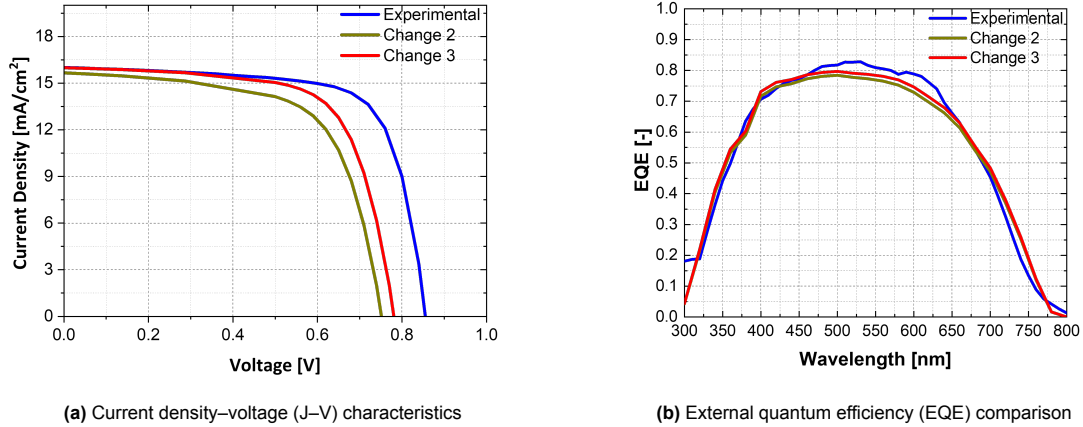 Experimental
Change 2
Change 3
18
15
12
9
6
3
0
Current Density [mA/cm²]
0.0 0.2 0.4 0.6 0.8 1.0
Voltage [V]
(a) Current density–voltage (J–V) characteristics
Experimental
Change 2
Change 3
1.0
0.9
0.8
0.7
0.6
0.5
0.4
0.3
0.2
0.1
0.0
EQE [-]
300 350 400 450 500 550 600 650 700 750 800
Wavelength [nm]
(b) External quantum efficiency (EQE) comparison